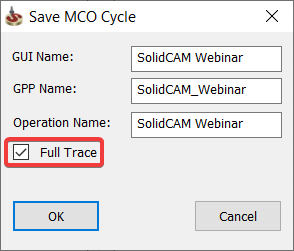 Save MCO Cycle
GUI Name: SolidCAM Webinar
GPP Name: SolidCAM_Webinar
Operation Name: SolidCAM Webinar
Full Trace
OK Cancel